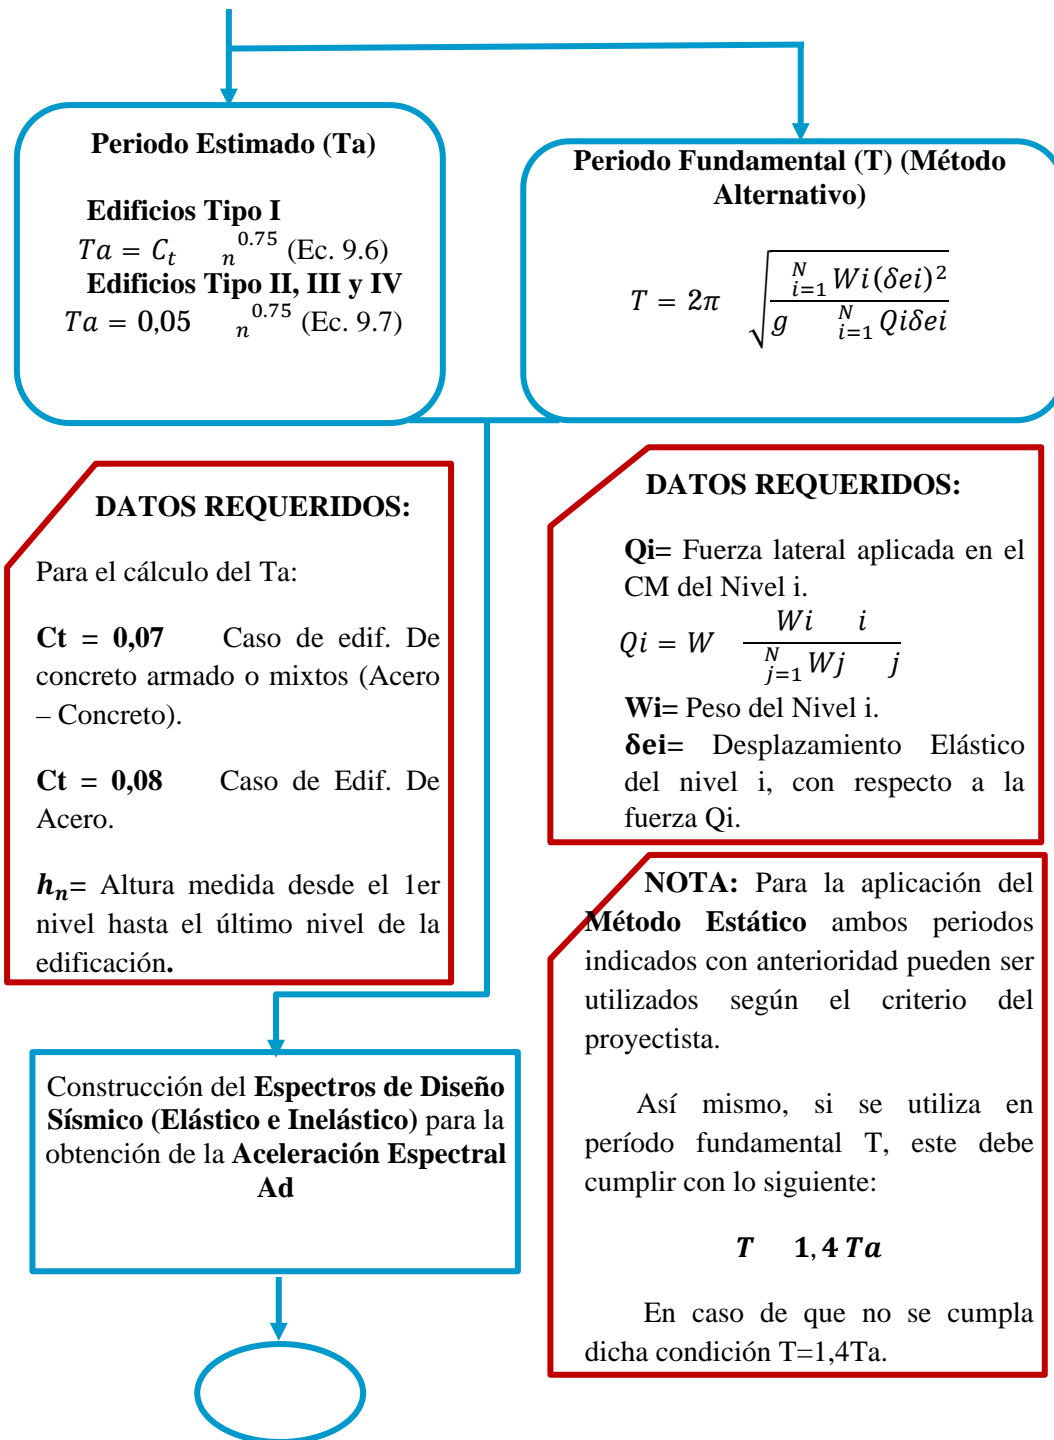 Periodo Estimado (Ta)
Edificios Tipo I
Ta = C_t n^0.75 (Ec. 9.6)
Edificios Tipo II, III y IV
Ta = 0,05 n^0.75 (Ec. 9.7)
Periodo Fundamental (T) (Método
Alternativo)
T = 2π √( ^N_i=1 Wi(δei)^2 / g ^N_i=1 Qiδei )
DATOS REQUERIDOS:
Para el cálculo del Ta:
Ct = 0,07 Caso de edif. De
concreto armado o mixtos (Acero
– Concreto).
Ct = 0,08 Caso de Edif. De
Acero.
h_n= Altura medida desde el 1er
nivel hasta el último nivel de la
edificación.
DATOS REQUERIDOS:
Qi= Fuerza lateral aplicada en el
CM del Nivel i.
Qi = W Wi i / ^N_j=1 Wj j
Wi= Peso del Nivel i.
δei= Desplazamiento Elástico
del nivel i, con respecto a la
fuerza Qi.
NOTA: Para la aplicación del
Método Estático ambos periodos
indicados con anterioridad pueden ser
utilizados según el criterio del
proyectista.
Así mismo, si se utiliza en
período fundamental T, este debe
cumplir con lo siguiente:
T 1,4 Ta
En caso de que no se cumpla
dicha condición T=1,4Ta.
Construcción del Espectros de Diseño
Sísmico (Elástico e Inelástico) para la
obtención de la Aceleración Espectral
Ad